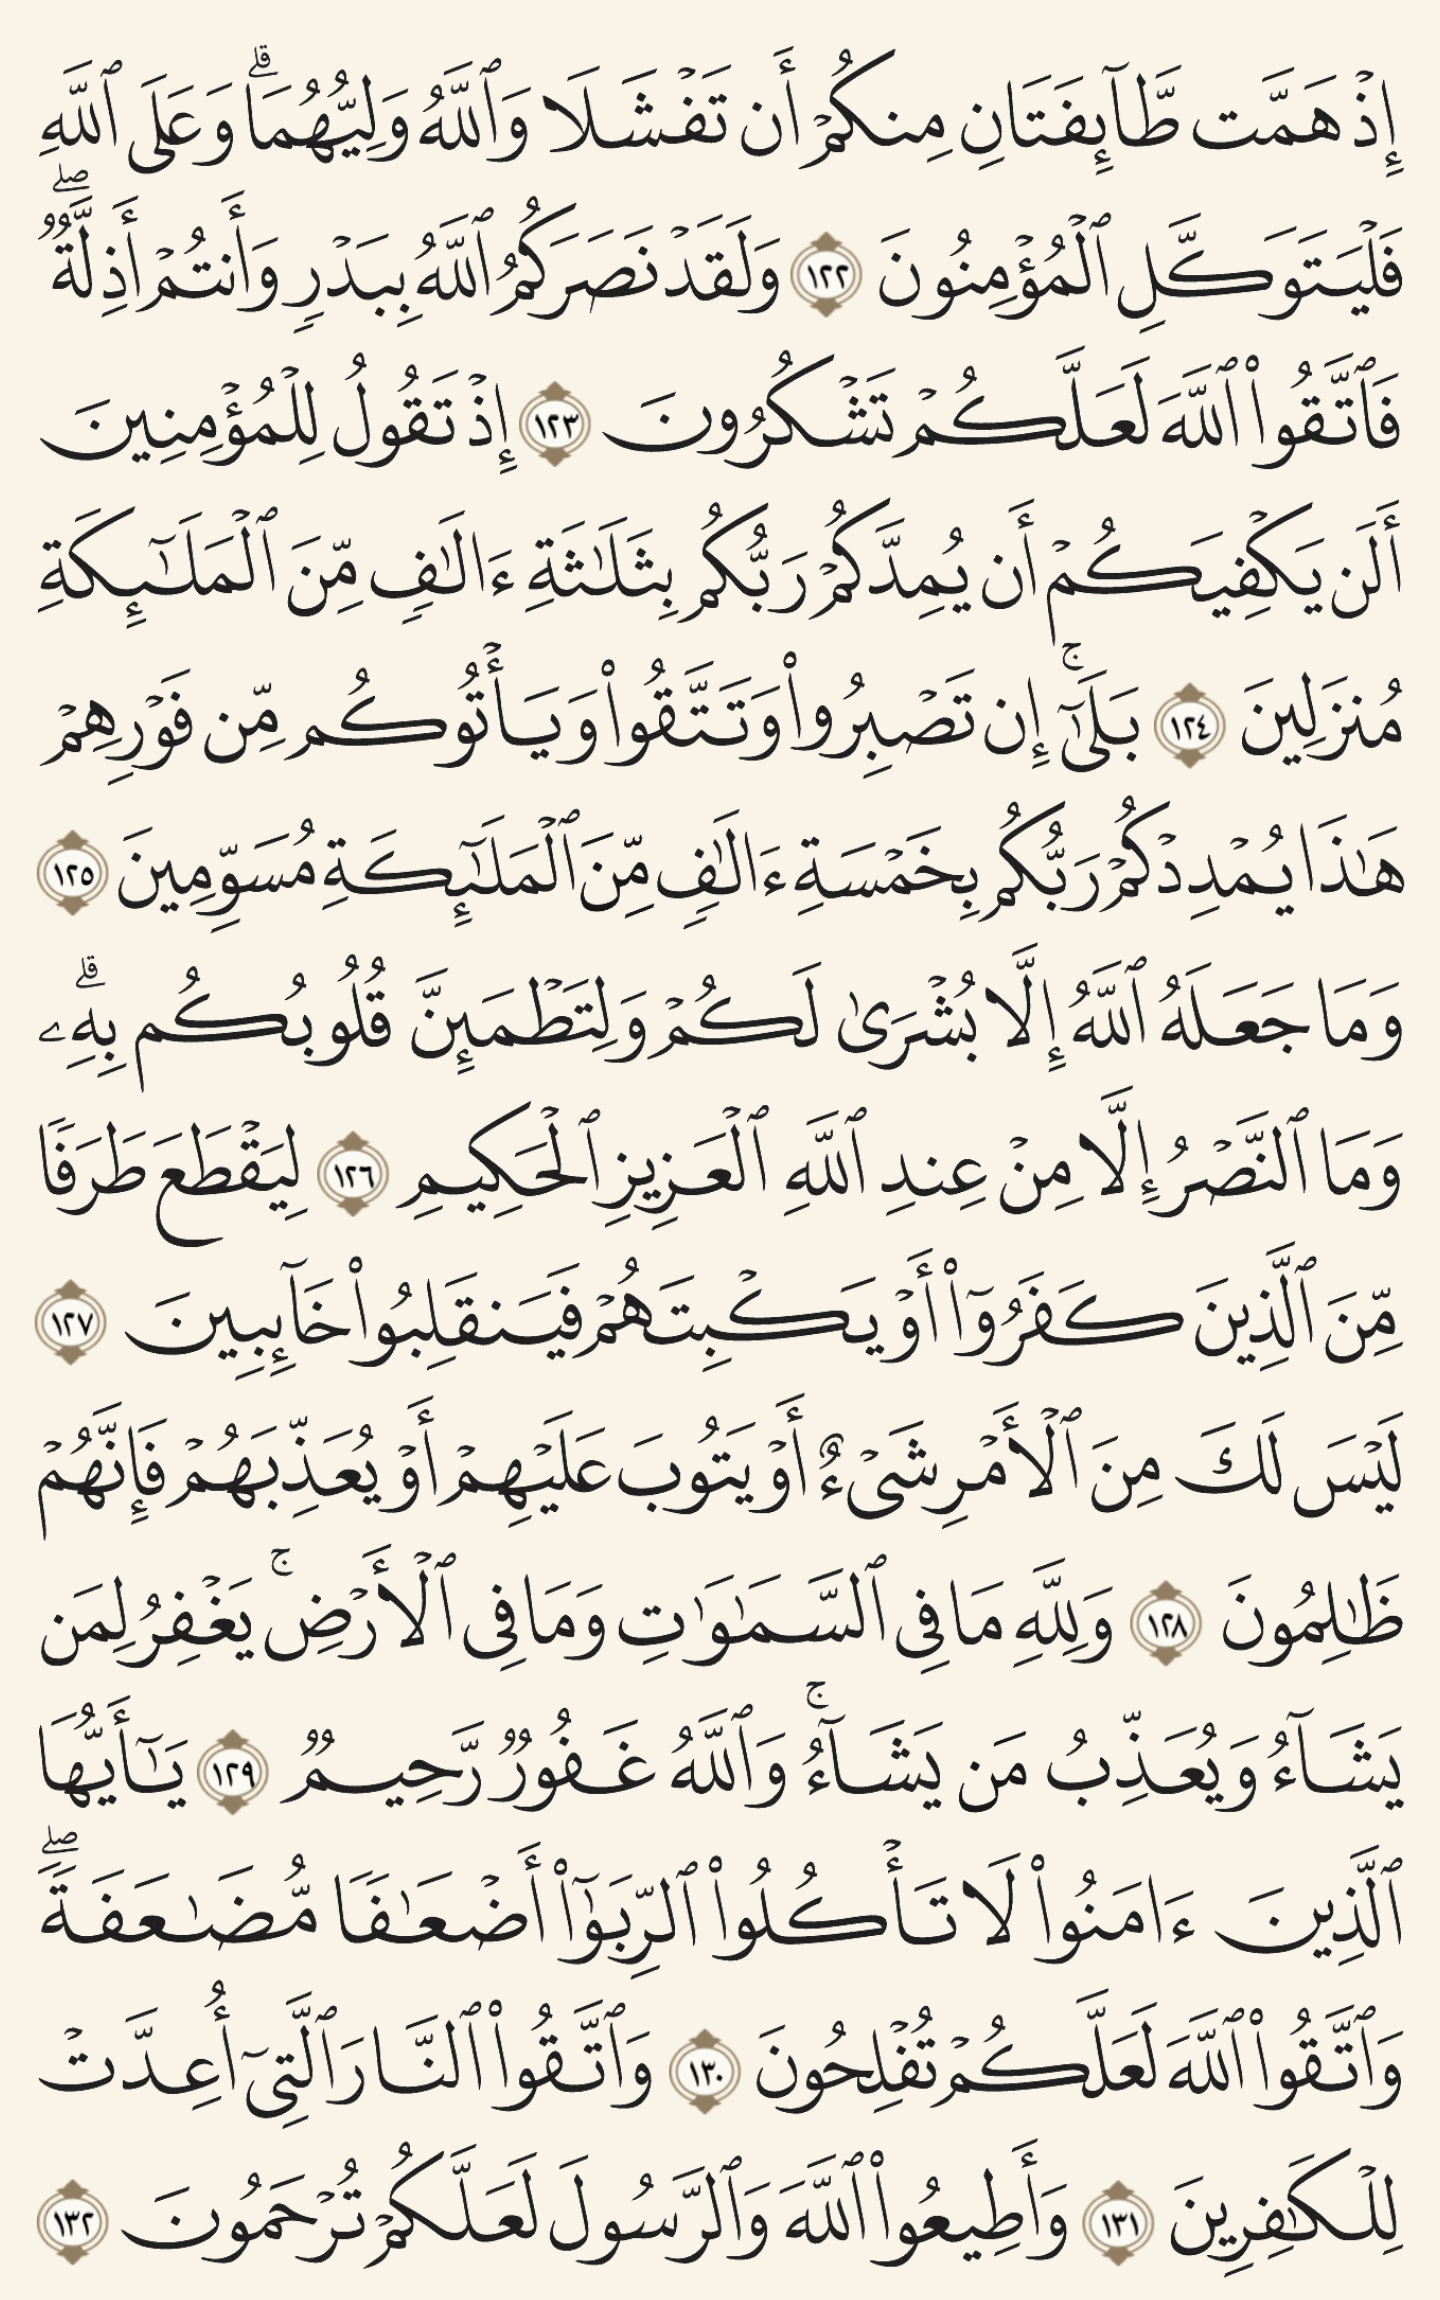 إِذْ هَمَّت طَّآئِفَتَانِ مِنكُمْ أَن تَفْشَلَا وَٱللَّهُ وَلِيُّهُمَا ۗ وَعَلَى ٱللَّهِ
فَلْيَتَوَكَّلِ ٱلْمُؤْمِنُونَ ١٢٢ وَلَقَدْ نَصَرَكُمُ ٱللَّهُ بِبَدْرٍ وَأَنتُمْ أَذِلَّةٌ ۖ
فَٱتَّقُوا۟ ٱللَّهَ لَعَلَّكُمْ تَشْكُرُونَ ١٢٣ إِذْ تَقُولُ لِلْمُؤْمِنِينَ
أَلَن يَكْفِيَكُمْ أَن يُمِدَّكُمْ رَبُّكُم بِثَلَـٰثَةِ ءَالَـٰفٍ مِّنَ ٱلْمَلَـٰٓئِكَةِ
مُنزَلِينَ ١٢٤ بَلَىٰٓ ۚ إِن تَصْبِرُوا۟ وَتَتَّقُوا۟ وَيَأْتُوكُم مِّن فَوْرِهِمْ
هَـٰذَا يُمْدِدْكُمْ رَبُّكُم بِخَمْسَةِ ءَالَـٰفٍ مِّنَ ٱلْمَلَـٰٓئِكَةِ مُسَوِّمِينَ ١٢٥
وَمَا جَعَلَهُ ٱللَّهُ إِلَّا بُشْرَىٰ لَكُمْ وَلِتَطْمَئِنَّ قُلُوبُكُم بِهِۦ ۗ
وَمَا ٱلنَّصْرُ إِلَّا مِنْ عِندِ ٱللَّهِ ٱلْعَزِيزِ ٱلْحَكِيمِ ١٢٦ لِيَقْطَعَ طَرَفًا
مِّنَ ٱلَّذِينَ كَفَرُوٓا۟ أَوْ يَكْبِتَهُمْ فَيَنقَلِبُوا۟ خَآئِبِينَ ١٢٧
لَيْسَ لَكَ مِنَ ٱلْأَمْرِ شَىْءٌ أَوْ يَتُوبَ عَلَيْهِمْ أَوْ يُعَذِّبَهُمْ فَإِنَّهُمْ
ظَـٰلِمُونَ ١٢٨ وَلِلَّهِ مَا فِى ٱلسَّمَـٰوَٰتِ وَمَا فِى ٱلْأَرْضِ ۚ يَغْفِرُ لِمَن
يَشَآءُ وَيُعَذِّبُ مَن يَشَآءُ ۚ وَٱللَّهُ غَفُورٌ رَّحِيمٌ ١٢٩ يَـٰٓأَيُّهَا
ٱلَّذِينَ ءَامَنُوا۟ لَا تَأْكُلُوا۟ ٱلرِّبَوٰٓا۟ أَضْعَـٰفًا مُّضَـٰعَفَةً ۖ
وَٱتَّقُوا۟ ٱللَّهَ لَعَلَّكُمْ تُفْلِحُونَ ١٣٠ وَٱتَّقُوا۟ ٱلنَّارَ ٱلَّتِىٓ أُعِدَّتْ
لِلْكَـٰفِرِينَ ١٣١ وَأَطِيعُوا۟ ٱللَّهَ وَٱلرَّسُولَ لَعَلَّكُمْ تُرْحَمُونَ ١٣٢